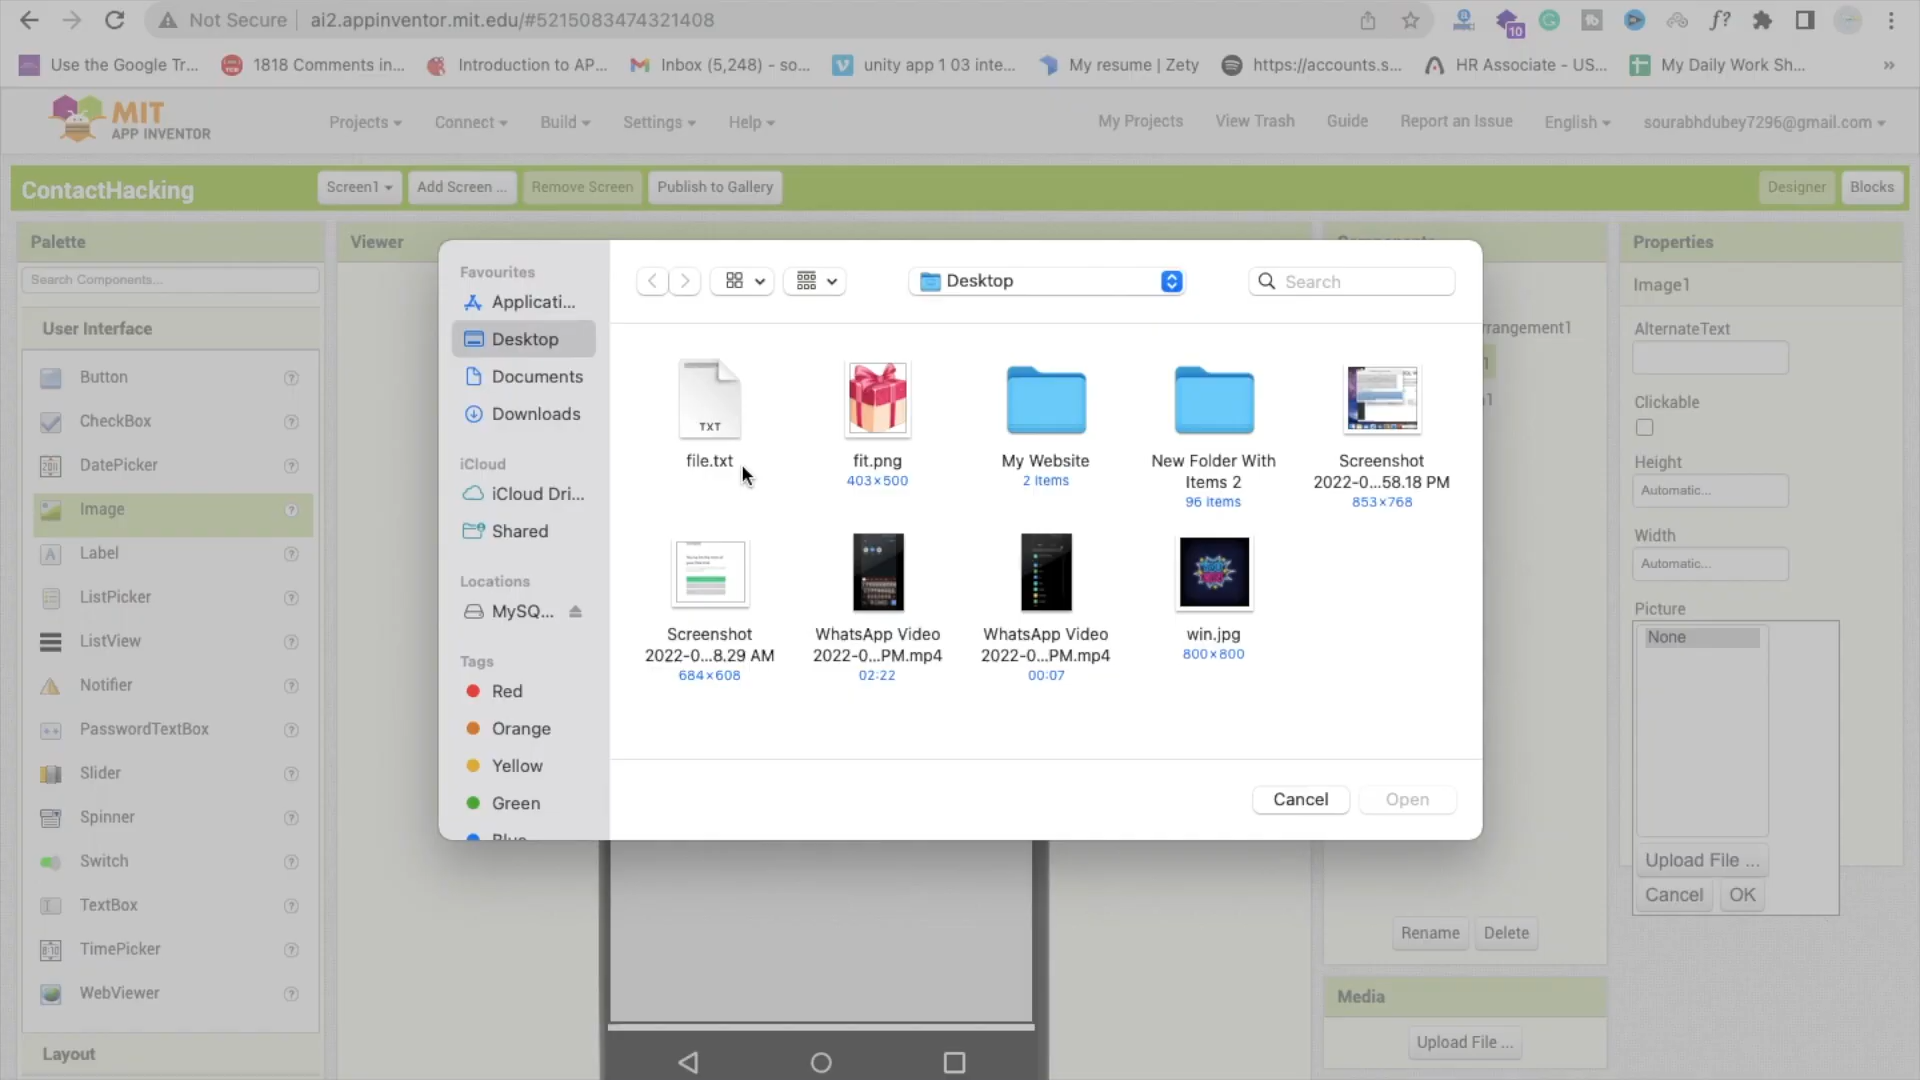 Not Secure
ai2.appinventor.mit.edu/#5215083474321408
10
Use the Google Tr...
1818 Comments in...
Introduction to AP...
Inbox (5,248) - so...
unity app 1 03 inte...
My resume | Zety
https://accounts.s...
HR Associate - US...
My Daily Work Sh...
»
MIT
APP INVENTOR
Projects
Connect
Build
Settings
Help
My Projects
View Trash
Guide
Report an Issue
English
sourabhdubey7296@gmail.com
ContactHacking
Screen1
Add Screen ...
Remove Screen
Publish to Gallery
Designer
Blocks
Palette
Search Components...
User Interface
Button
CheckBox
DatePicker
Image
Label
ListPicker
ListView
Notifier
PasswordTextBox
Slider
Spinner
Switch
TextBox
TimePicker
WebViewer
Layout
Viewer
Favourites
Applicati...
Desktop
Documents
Downloads
iCloud
iCloud Dri...
Shared
Locations
MySQ...
Tags
Red
Orange
Yellow
Green
Blue
Desktop
Search
TXT
file.txt
fit.png
403×500
My Website
2 items
New Folder With
Items 2
96 items
Screenshot
2022-0...58.18 PM
853×768
Screenshot
2022-0...8.29 AM
684×608
WhatsApp Video
2022-0...PM.mp4
02:22
WhatsApp Video
2022-0...PM.mp4
00:07
win.jpg
800×800
Cancel
Open
Components
rrangement1
1
Rename
Delete
Media
Upload File ...
Properties
Image1
AlternateText
Clickable
Height
Automatic...
Width
Automatic...
Picture
None
Upload File ...
Cancel
OK